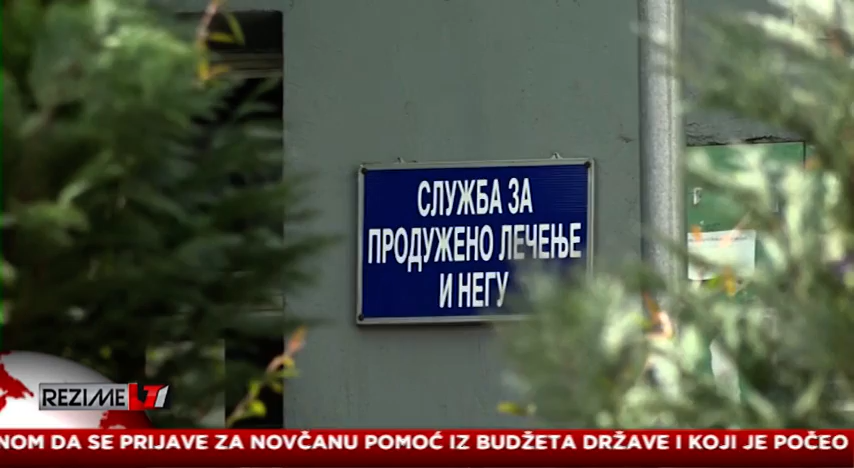 СЛУЖБА ЗА
ПРОДУЖЕНО ЛЕЧЕЊЕ
И НЕГУ
REZIME LT
NOM DA SE PRIJAVE ZA NOVČANU POMOĆ IZ BUDŽETA DRŽAVE I KOJI JE POČEO